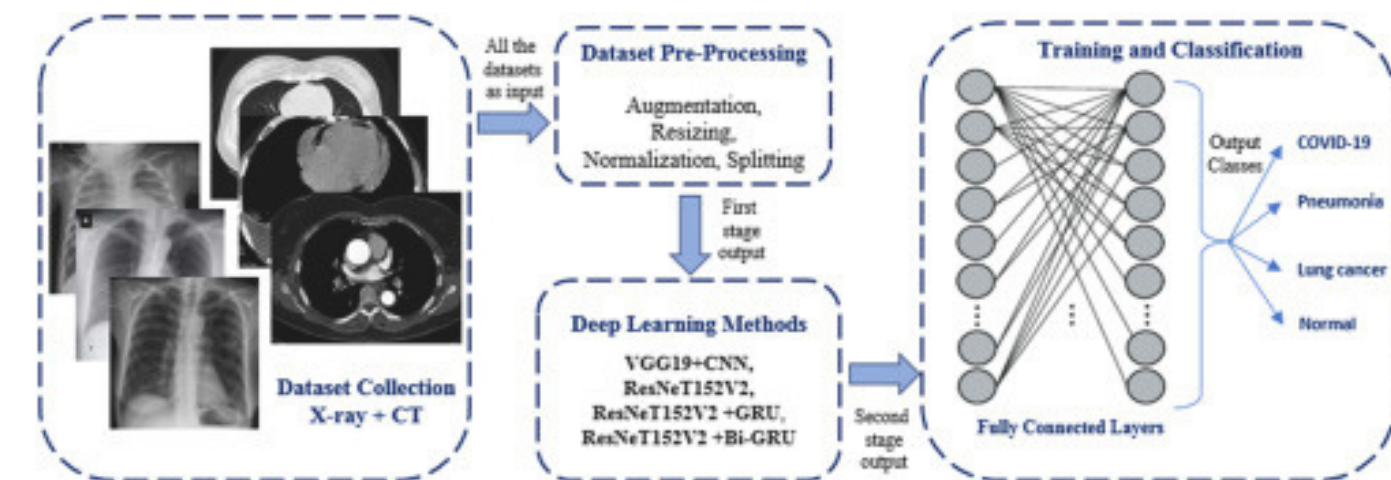 Dataset Collection
X-ray + CT
All the
datasets
as input
Dataset Pre-Processing
Augmentation,
Resizing,
Normalization, Splitting
First
stage
output
Deep Learning Methods
VGG19+CNN,
ResNeT152V2,
ResNeT152V2 +GRU,
ResNeT152V2 +Bi-GRU
Second
stage
output
Training and Classification
Output
Classes
COVID-19
Pneumonia
Lung cancer
Normal
Fully Connected Layers